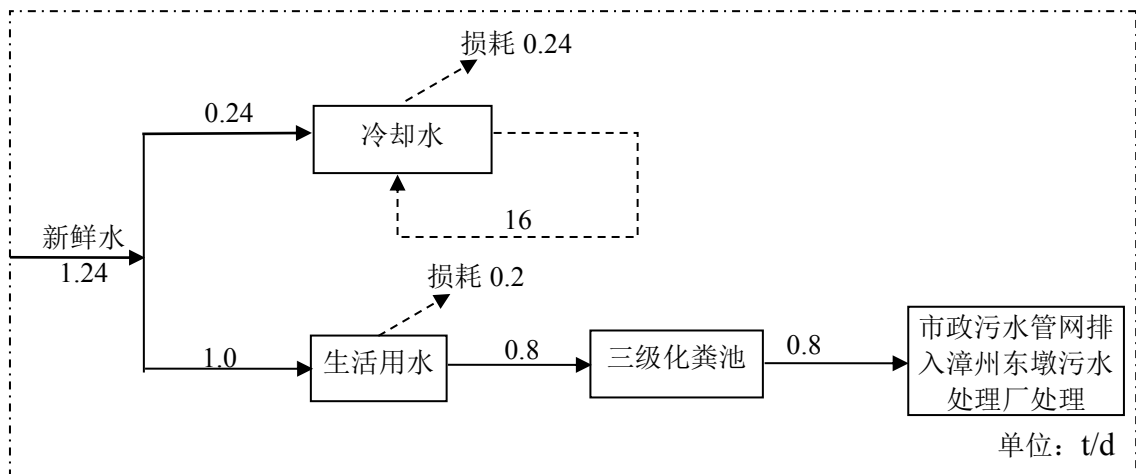 损耗 0.24
0.24
冷却水
16
新鲜水
1.24
损耗 0.2
1.0
生活用水
0.8
三级化粪池
0.8
市政污水管网排
入漳州东墩污水
处理厂处理
单位：t/d